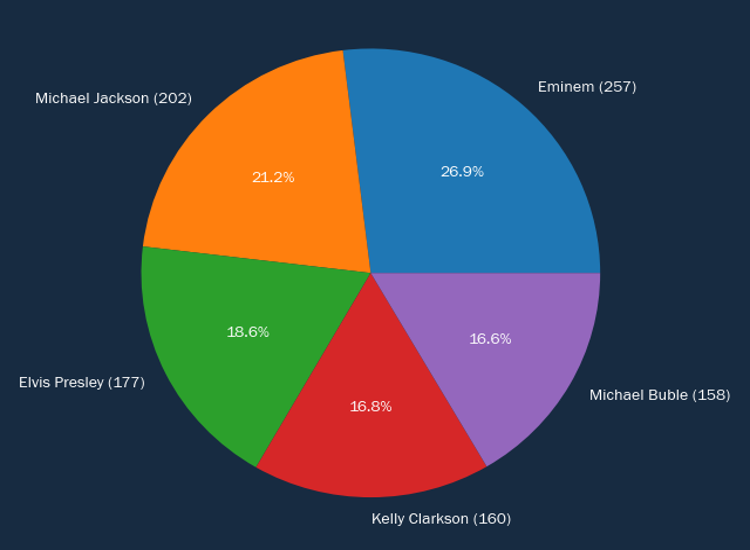 Eminem (257)
Michael Jackson (202)
26.9%
21.2%
18.6%
16.6%
Elvis Presley (177)
Michael Buble (158)
16.8%
Kelly Clarkson (160)